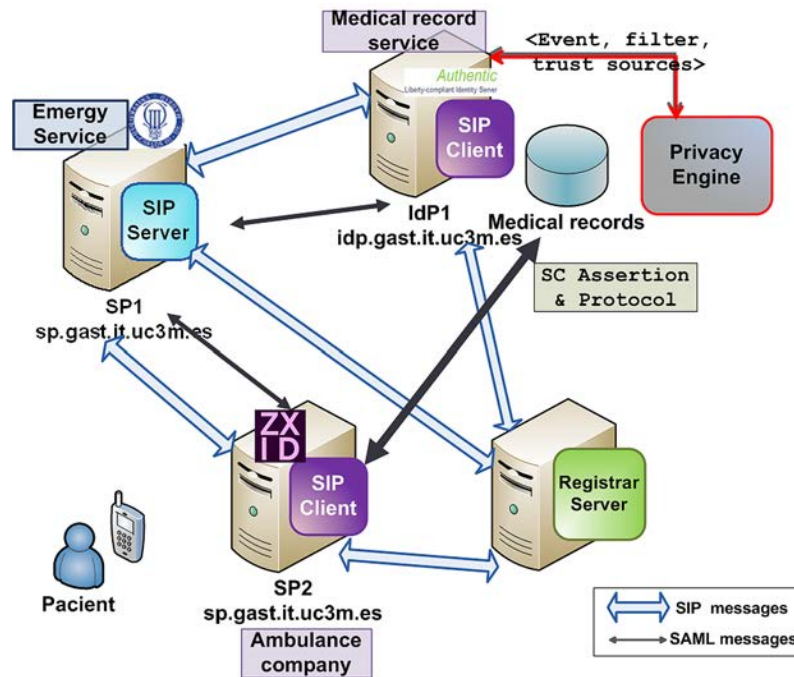 Medical record
service
<Event, filter,
trust sources>
Authentic
Liberty-compliant Identity Server
Emergy
Service
SIP
Client
Privacy
Engine
SIP
Server
IdP1
idp.gast.it.uc3m.es
Medical records
SC Assertion
& Protocol
SP1
sp.gast.it.uc3m.es
ZX
ID
SIP
Client
Registrar
Server
Pacient
SP2
sp.gast.it.uc3m.es
Ambulance
company
SIP messages
SAML messages